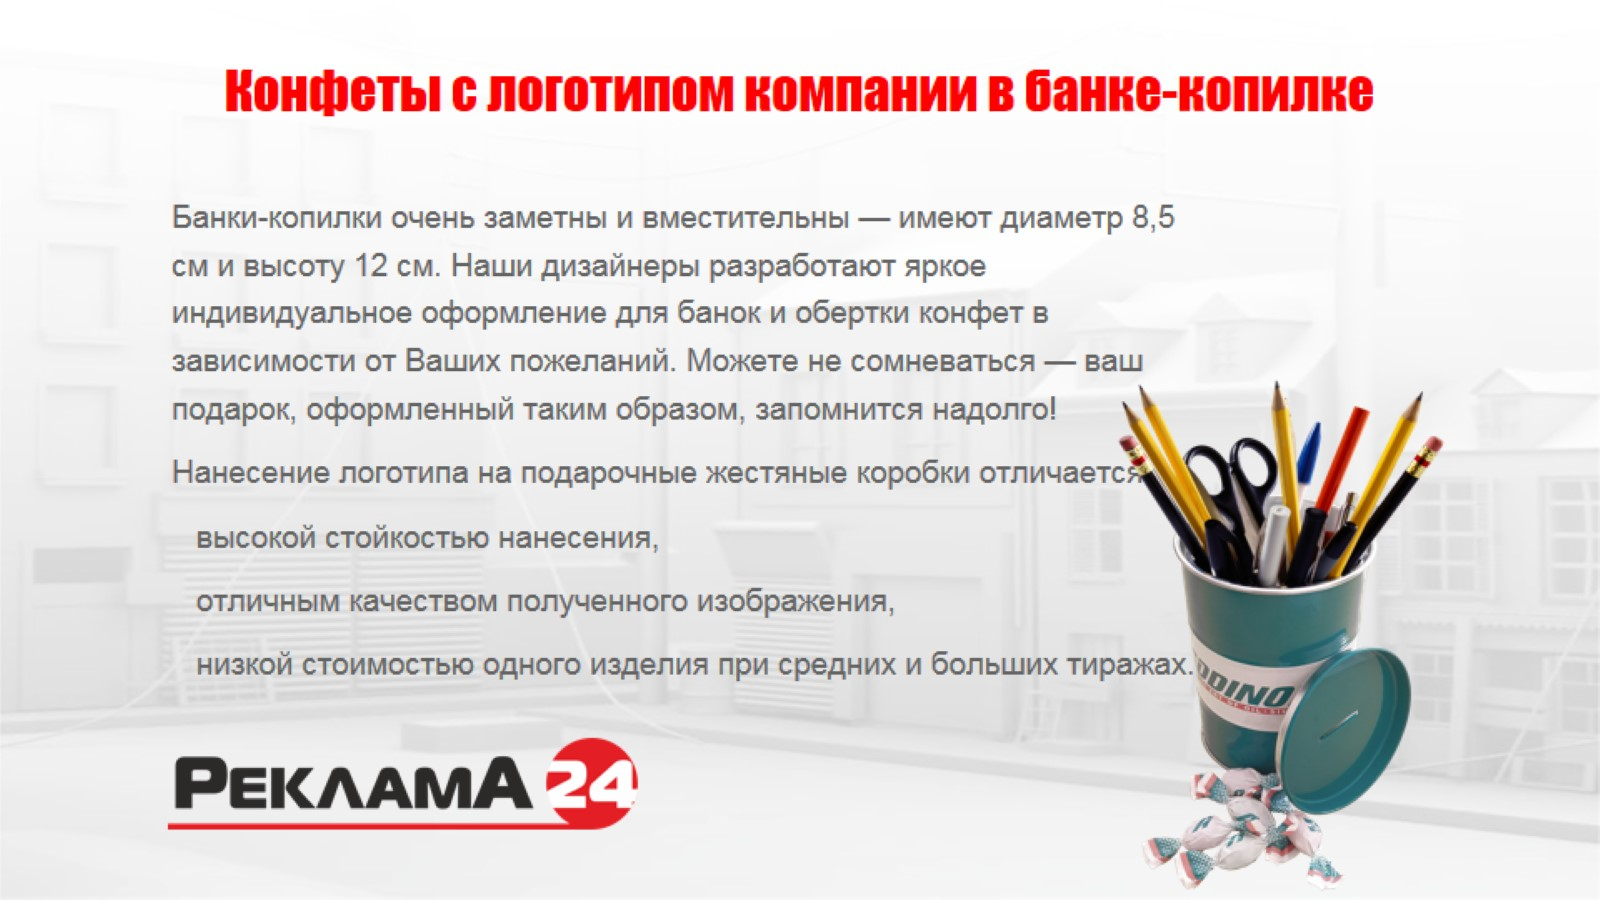 Конфеты с логотипом компании в банке-копилке
Банки-копилки очень заметны и вместительны — имеют диаметр 8,5
см и высоту 12 см. Наши дизайнеры разработают яркое
индивидуальное оформление для банок и обертки конфет в
зависимости от Ваших пожеланий. Можете не сомневаться — ваш
подарок, оформленный таким образом, запомнится надолго!
Нанесение логотипа на подарочные жестяные коробки отличается
высокой стойкостью нанесения,
отличным качеством полученного изображения,
низкой стоимостью одного изделия при средних и больших тиражах.
РЕКЛАМА 24